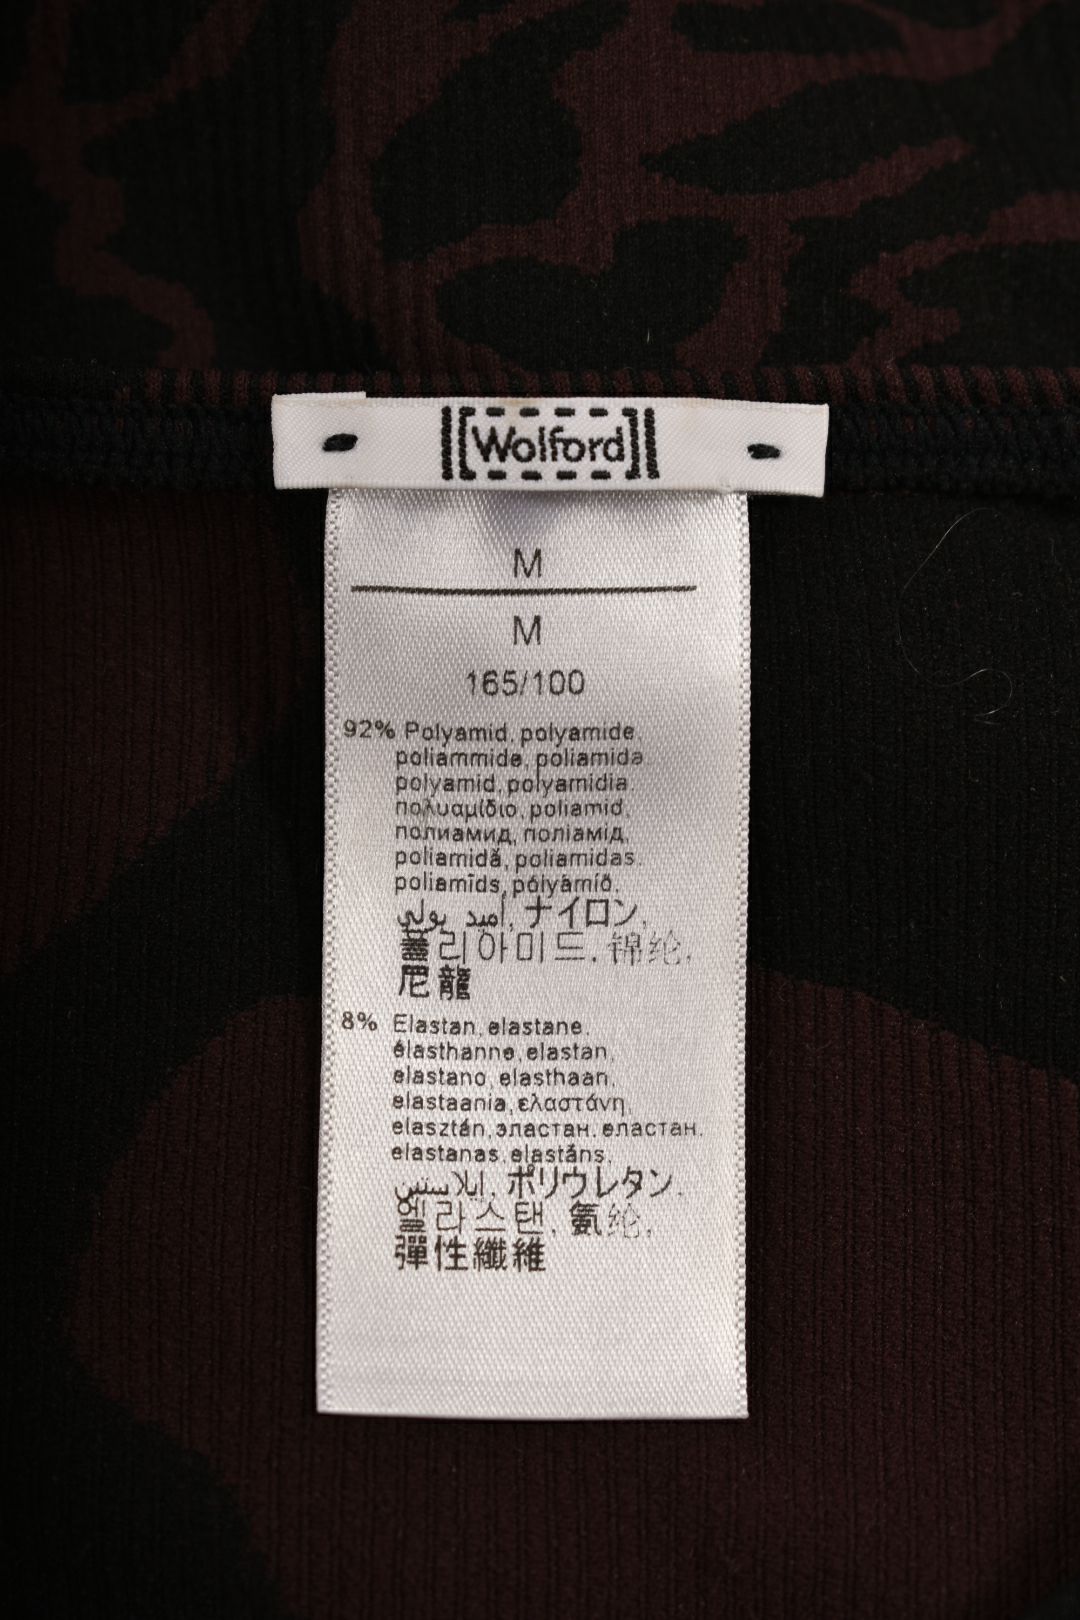 Wolford
M
M
165/100
92% Polyamid, polyamide,
poliammide, poliamida,
polyamid, polyamidia,
πολυαμίδιο, poliamid,
полиамид, поліамід,
poliamidă, poliamidas,
poliamīds, pólýamíð,
اميد بولي, ナイロン,
폴리아미드, 锦纶,
尼龍
8% Elastan, elastane,
élasthanne, elastan,
elastano, elasthaan,
elastaania, ελαστάνη,
elasztán, эластан, еластан,
elastanas, elastāns,
ايلاستين, ポリウレタン,
엘라스탄, 氨纶,
彈性纖維